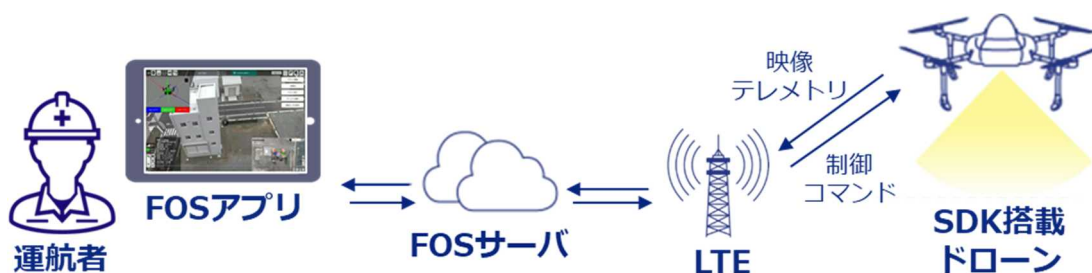 映像
テレメトリ
制御
コマンド
FOSアプリ
運航者
FOSサーバ
LTE
SDK搭載
ドローン